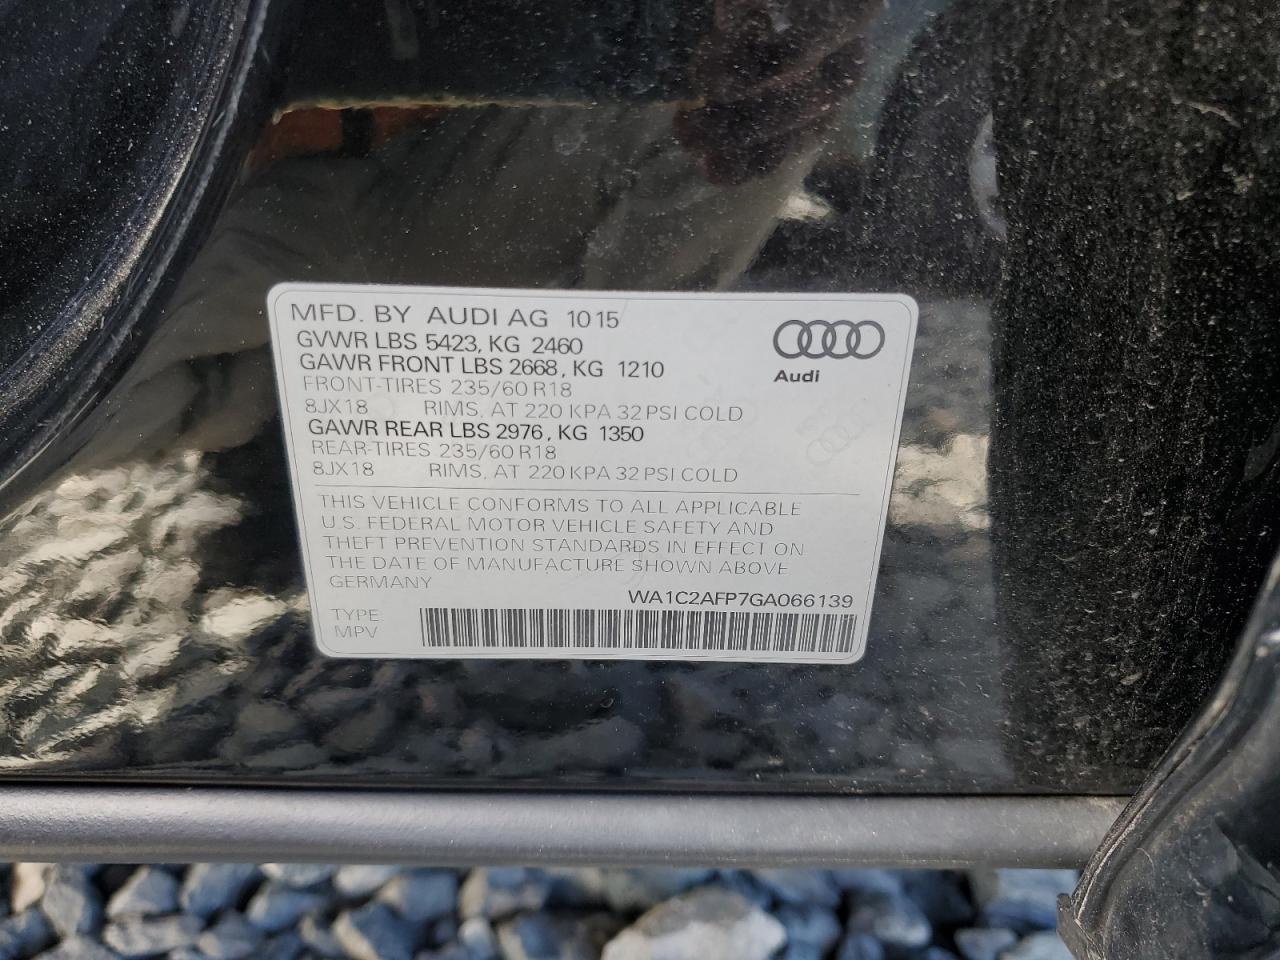 MFD. BY AUDI AG 1015
GVWR LBS 5423, KG 2460
GAWR FRONT LBS 2668, KG 1210
FRONT-TIRES 235/60 R18
8JX18 RIMS, AT 220 KPA 32 PSI COLD
GAWR REAR LBS 2976, KG 1350
REAR-TIRES 235/60 R18
8JX18 RIMS, AT 220 KPA 32 PSI COLD
Audi
THIS VEHICLE CONFORMS TO ALL APPLICABLE
U.S. FEDERAL MOTOR VEHICLE SAFETY AND
THEFT PREVENTION STANDARDS IN EFFECT ON
THE DATE OF MANUFACTURE SHOWN ABOVE
GERMANY
WA1C2AFP7GA066139
TYPE
MPV